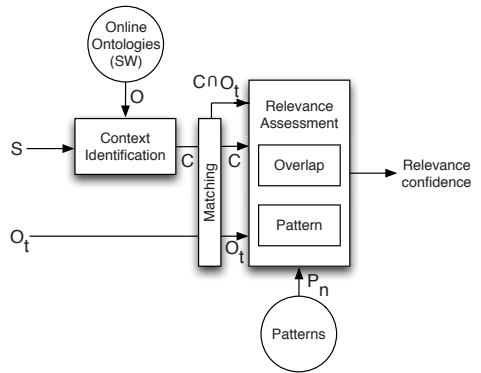 Online
Ontologies
(SW)
O
C∩Ot
S
Context
Identification
C
Matching
C
Relevance
Assessment
Overlap
Pattern
Relevance
confidence
Ot
Ot
Pn
Patterns